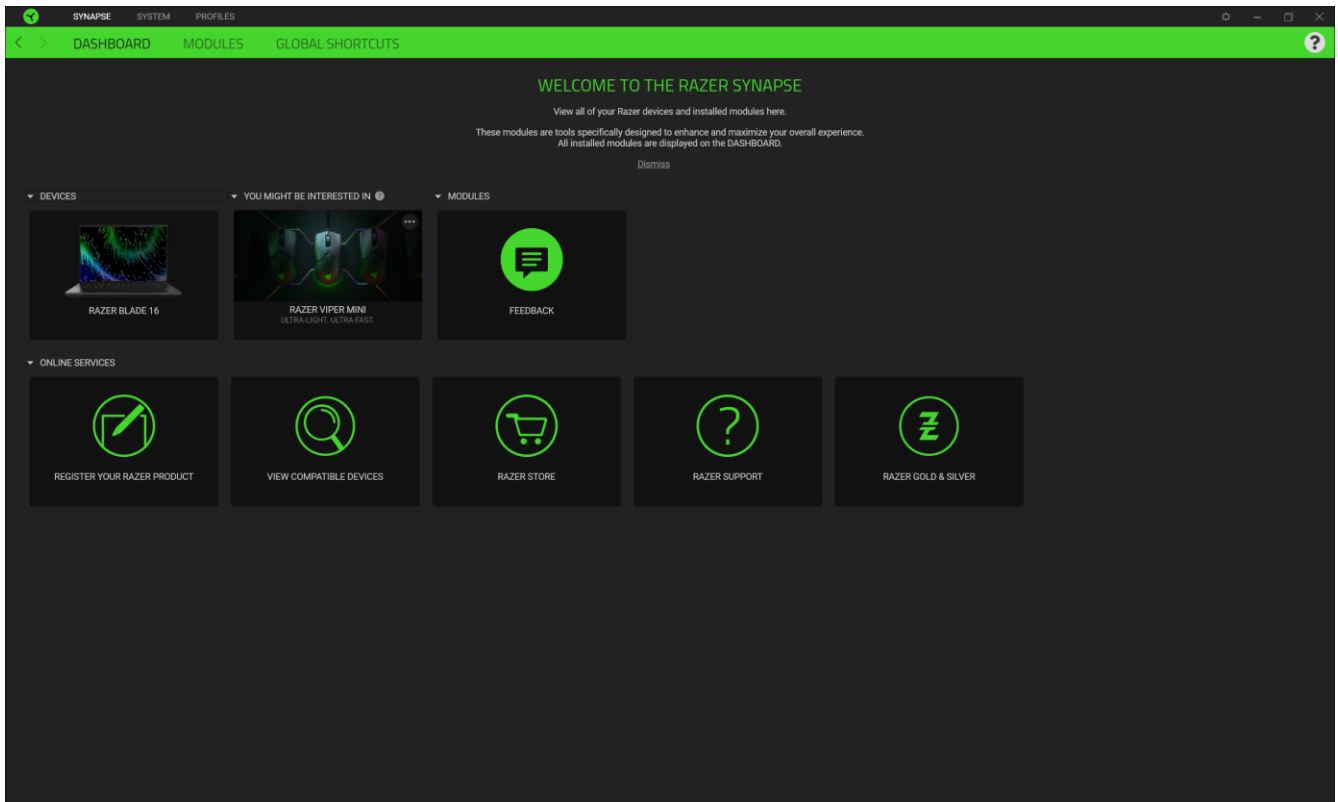 SYNAPSE SYSTEM PROFILES
DASHBOARD MODULES GLOBAL SHORTCUTS ?
WELCOME TO THE RAZER SYNAPSE
View all of your Razer devices and installed modules here.
These modules are tools specifically designed to enhance and maximize your overall experience.
All installed modules are displayed on the DASHBOARD.
Dismiss
DEVICES
YOU MIGHT BE INTERESTED IN ?
MODULES
RAZER BLADE 16
RAZER VIPER MINI
ULTRA-LIGHT. ULTRA-FAST.
FEEDBACK
ONLINE SERVICES
REGISTER YOUR RAZER PRODUCT
VIEW COMPATIBLE DEVICES
RAZER STORE
RAZER SUPPORT
RAZER GOLD & SILVER